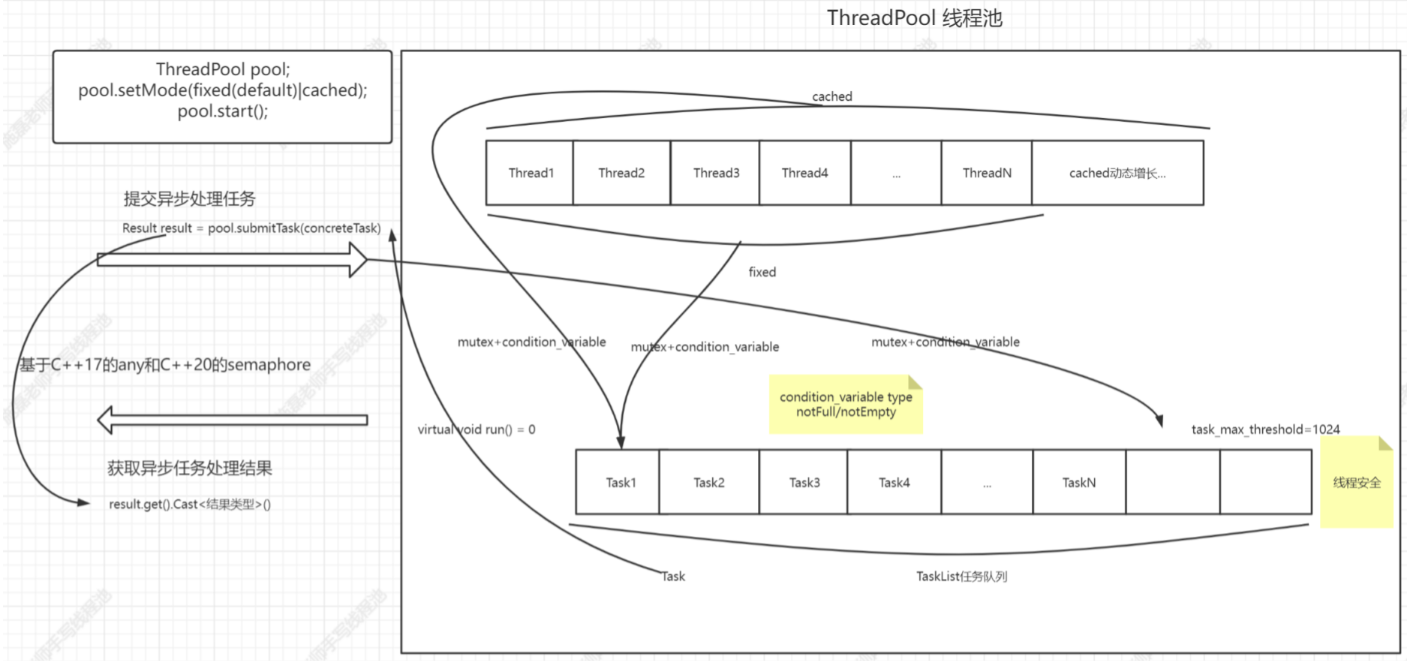 ThreadPool 线程池
ThreadPool pool;
pool.setMode(fixed(default)|cached);
pool.start();
提交异步处理任务
Result result = pool.submitTask(concreteTask)
基于C++17的any和C++20的semaphore
获取异步任务处理结果
result.get().Cast<结果类型>()
cached
Thread1
Thread2
Thread3
Thread4
...
ThreadN
cached动态增长...
fixed
mutex+condition_variable
mutex+condition_variable
mutex+condition_variable
condition_variable type
notFull/notEmpty
virtual void run() = 0
task_max_threshold=1024
Task1
Task2
Task3
Task4
...
TaskN
线程安全
Task
TaskList任务队列